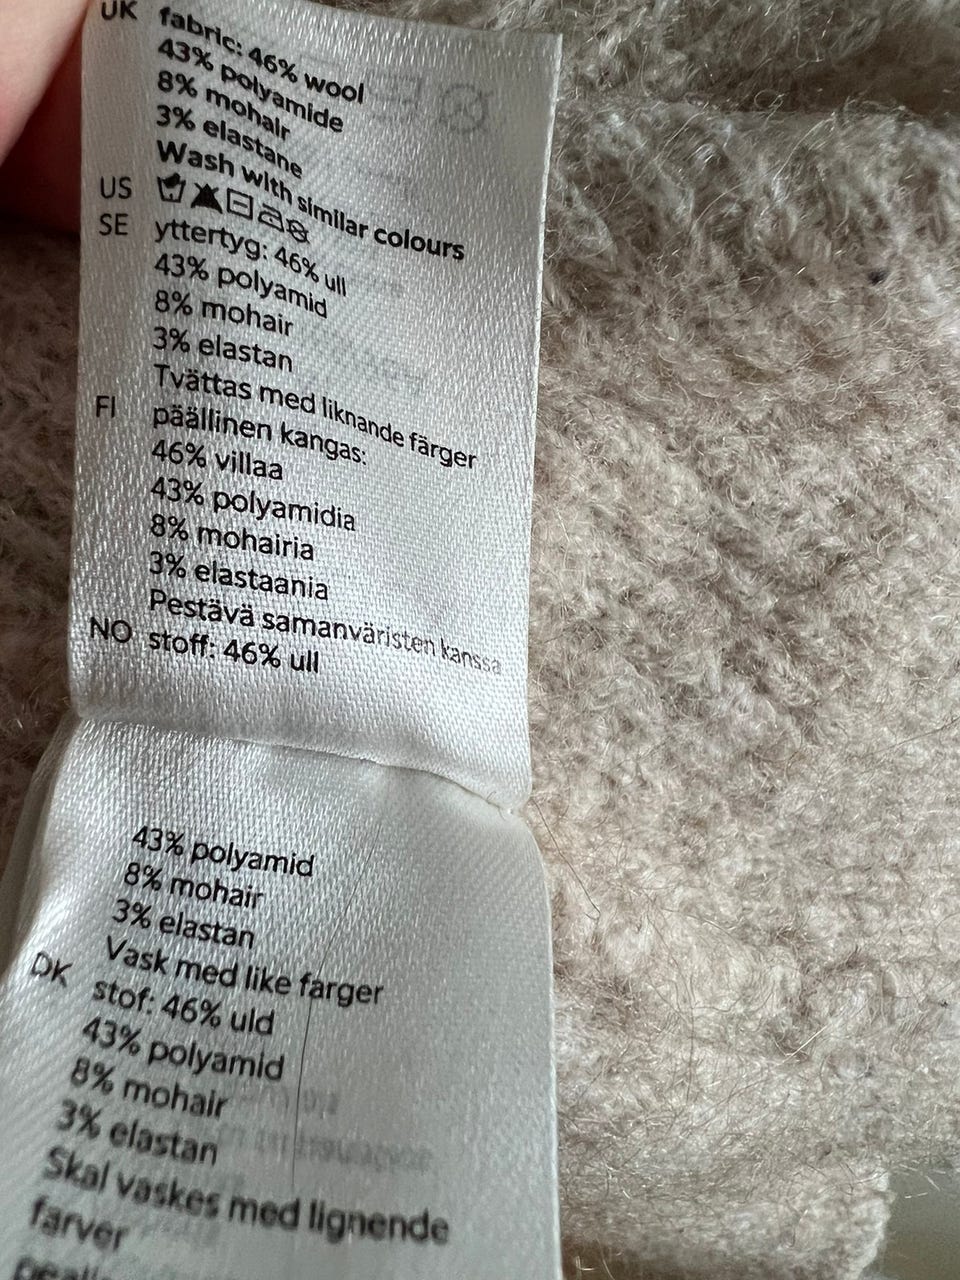 UK fabric: 46% wool
43% polyamide
8% mohair
3% elastane
Wash with similar colours
US
SE yttertyg: 46% ull
43% polyamid
8% mohair
3% elastan
Tvättas med liknande färger
FI päällinen kangas:
46% villaa
43% polyamidia
8% mohairia
3% elastaania
Pestävä samanväristen kanssa
NO stoff: 46% ull
43% polyamid
8% mohair
3% elastan
Vask med like farger
DK stof: 46% uld
43% polyamid
8% mohair
3% elastan
Skal vaskes med lignende
farver